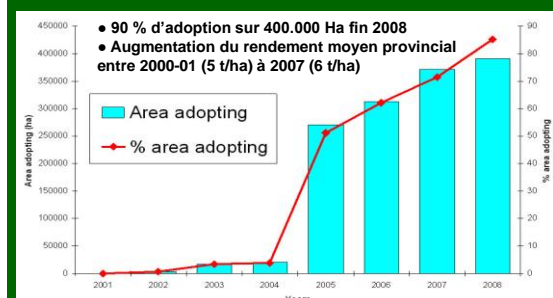 ● 90 % d’adoption sur 400.000 Ha fin 2008
● Augmentation du rendement moyen provincial
entre 2000-01 (5 t/ha) à 2007 (6 t/ha)
Area adopting
% area adopting
Area adopting (ha)
450000
400000
350000
300000
250000
200000
150000
100000
50000
0
% area adopting
90
80
70
60
50
40
30
20
10
0
2001 2002 2003 2004 2005 2006 2007 2008